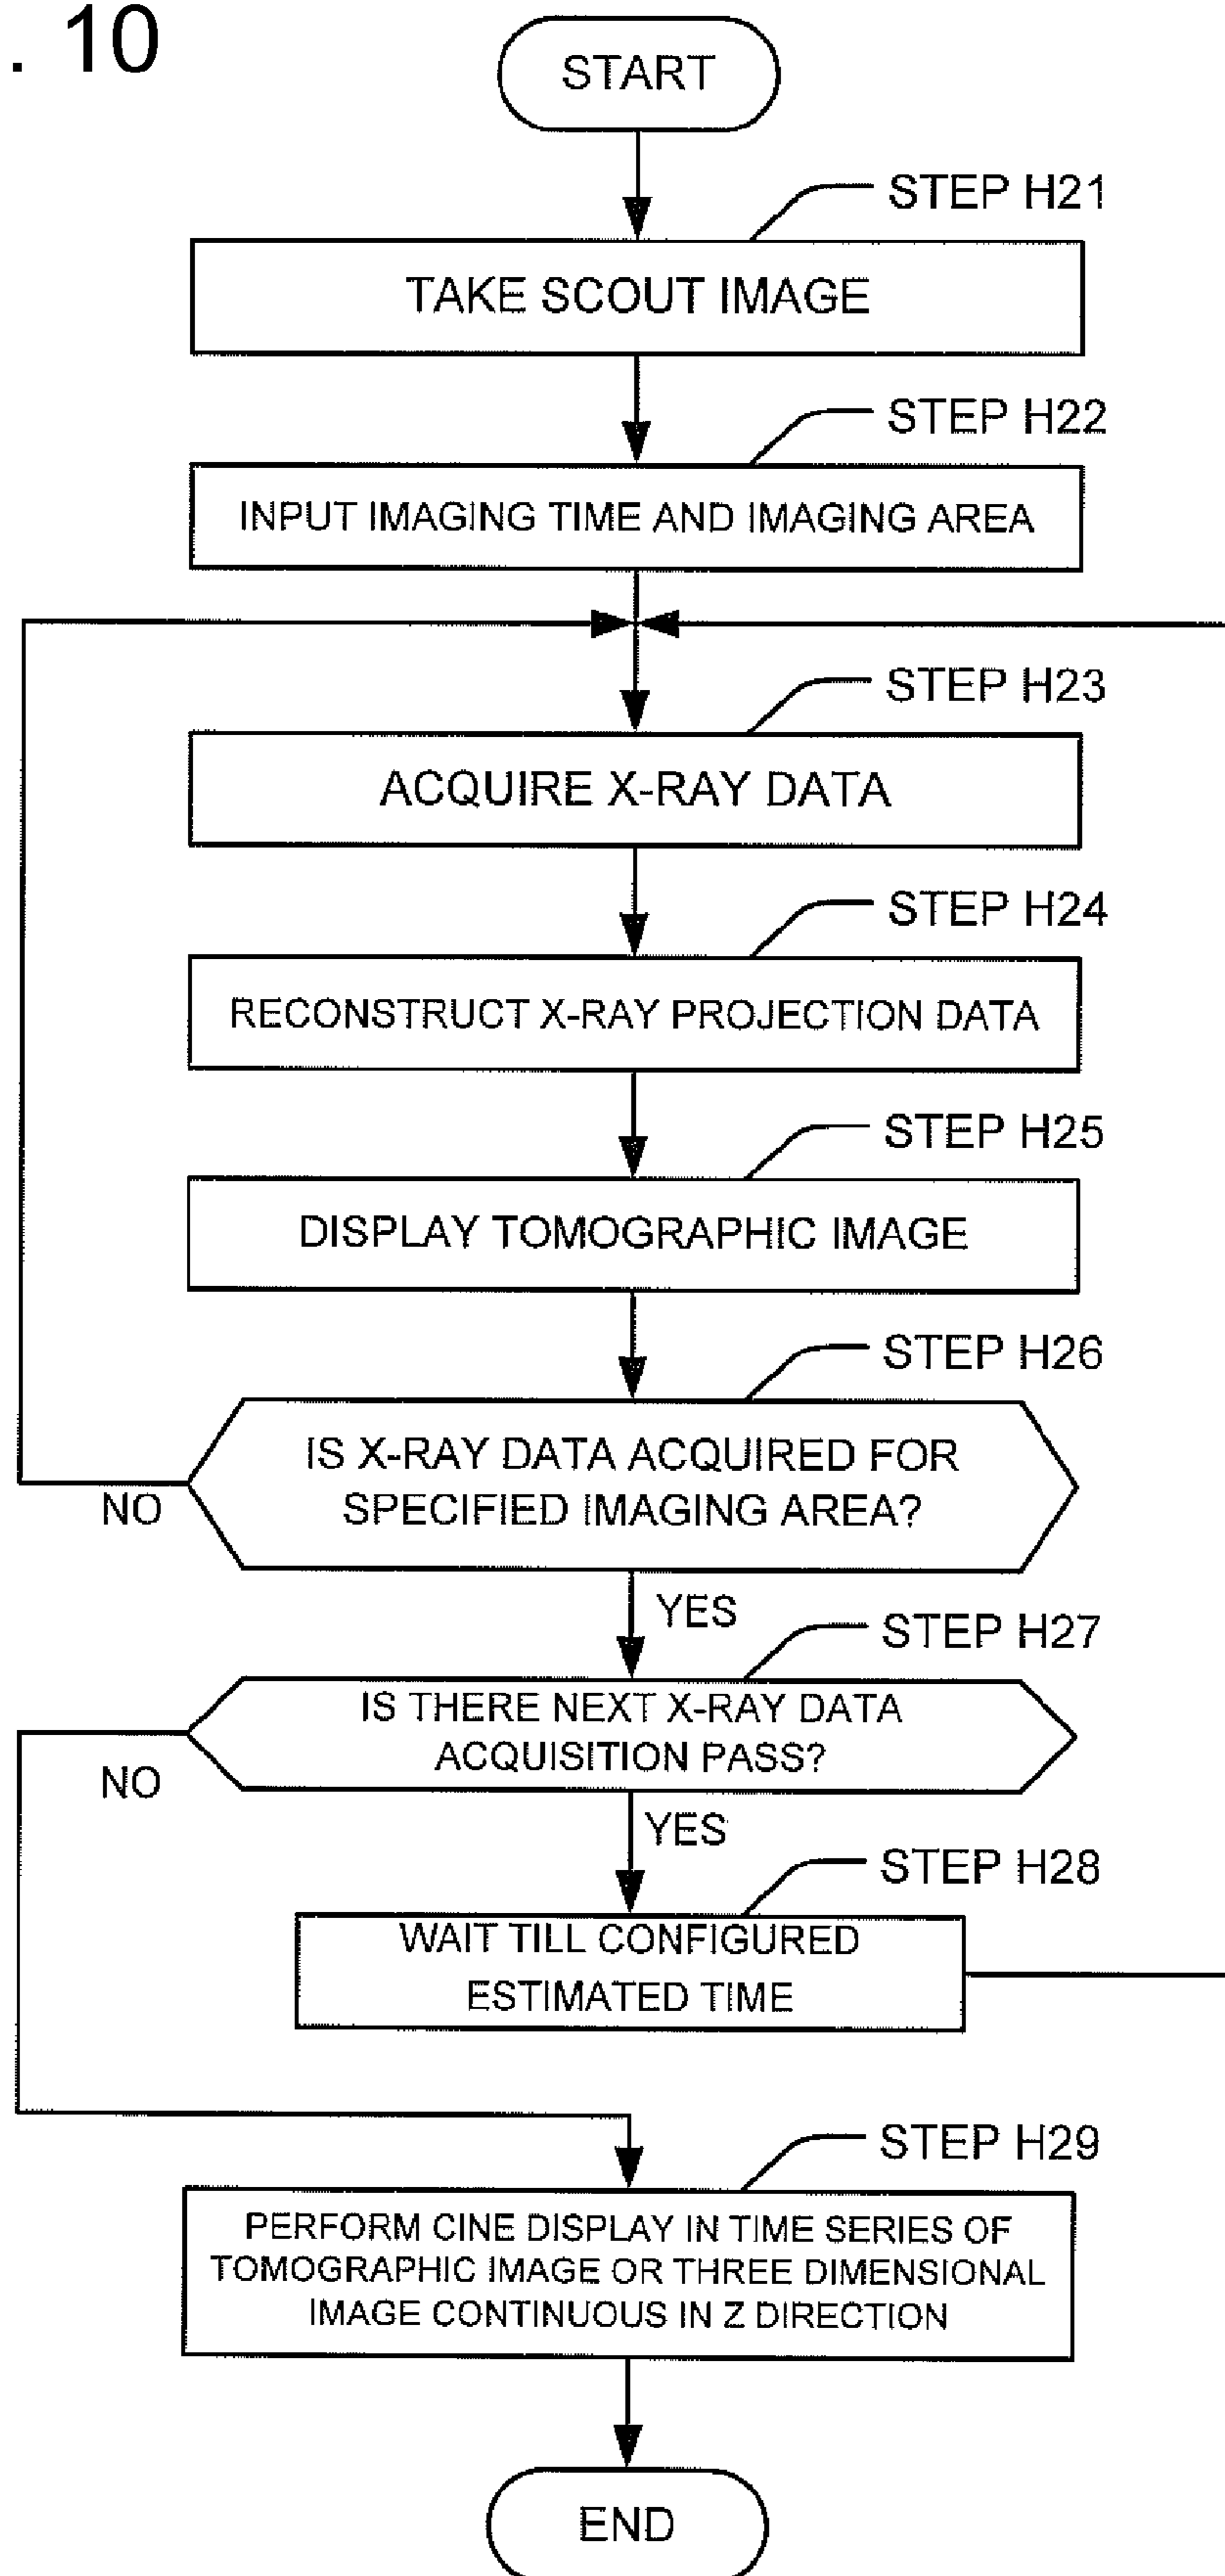 . 10
START
STEP H21
TAKE SCOUT IMAGE
STEP H22
INPUT IMAGING TIME AND IMAGING AREA
STEP H23
ACQUIRE X-RAY DATA
STEP H24
RECONSTRUCT X-RAY PROJECTION DATA
STEP H25
DISPLAY TOMOGRAPHIC IMAGE
STEP H26
IS X-RAY DATA ACQUIRED FOR
SPECIFIED IMAGING AREA?
NO
YES
STEP H27
IS THERE NEXT X-RAY DATA
ACQUISITION PASS?
NO
YES
STEP H28
WAIT TILL CONFIGURED
ESTIMATED TIME
STEP H29
PERFORM CINE DISPLAY IN TIME SERIES OF
TOMOGRAPHIC IMAGE OR THREE DIMENSIONAL
IMAGE CONTINUOUS IN Z DIRECTION
END